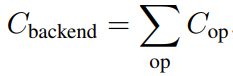 C_backend = ∑_op C_op.